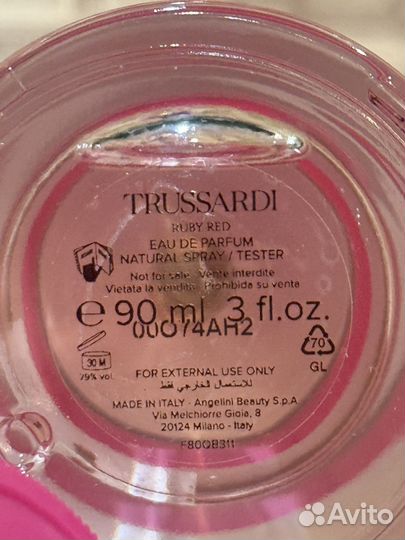 TRUSSARDI
RUBY RED
EAU DE PARFUM
NATURAL SPRAY / TESTER
Not for sale Vente interdite
Vietata la vendita Prohibida su venta
e 90 ml 3 fl.oz.
00O74AH2
30 M
79% vol.
70
GL
FOR EXTERNAL USE ONLY
للاستعمال الخارجي فقط
MADE IN ITALY - Angelini Beauty S.p.A.
Via Melchiorre Gioia, 8
20124 Milano - Italy
Avito